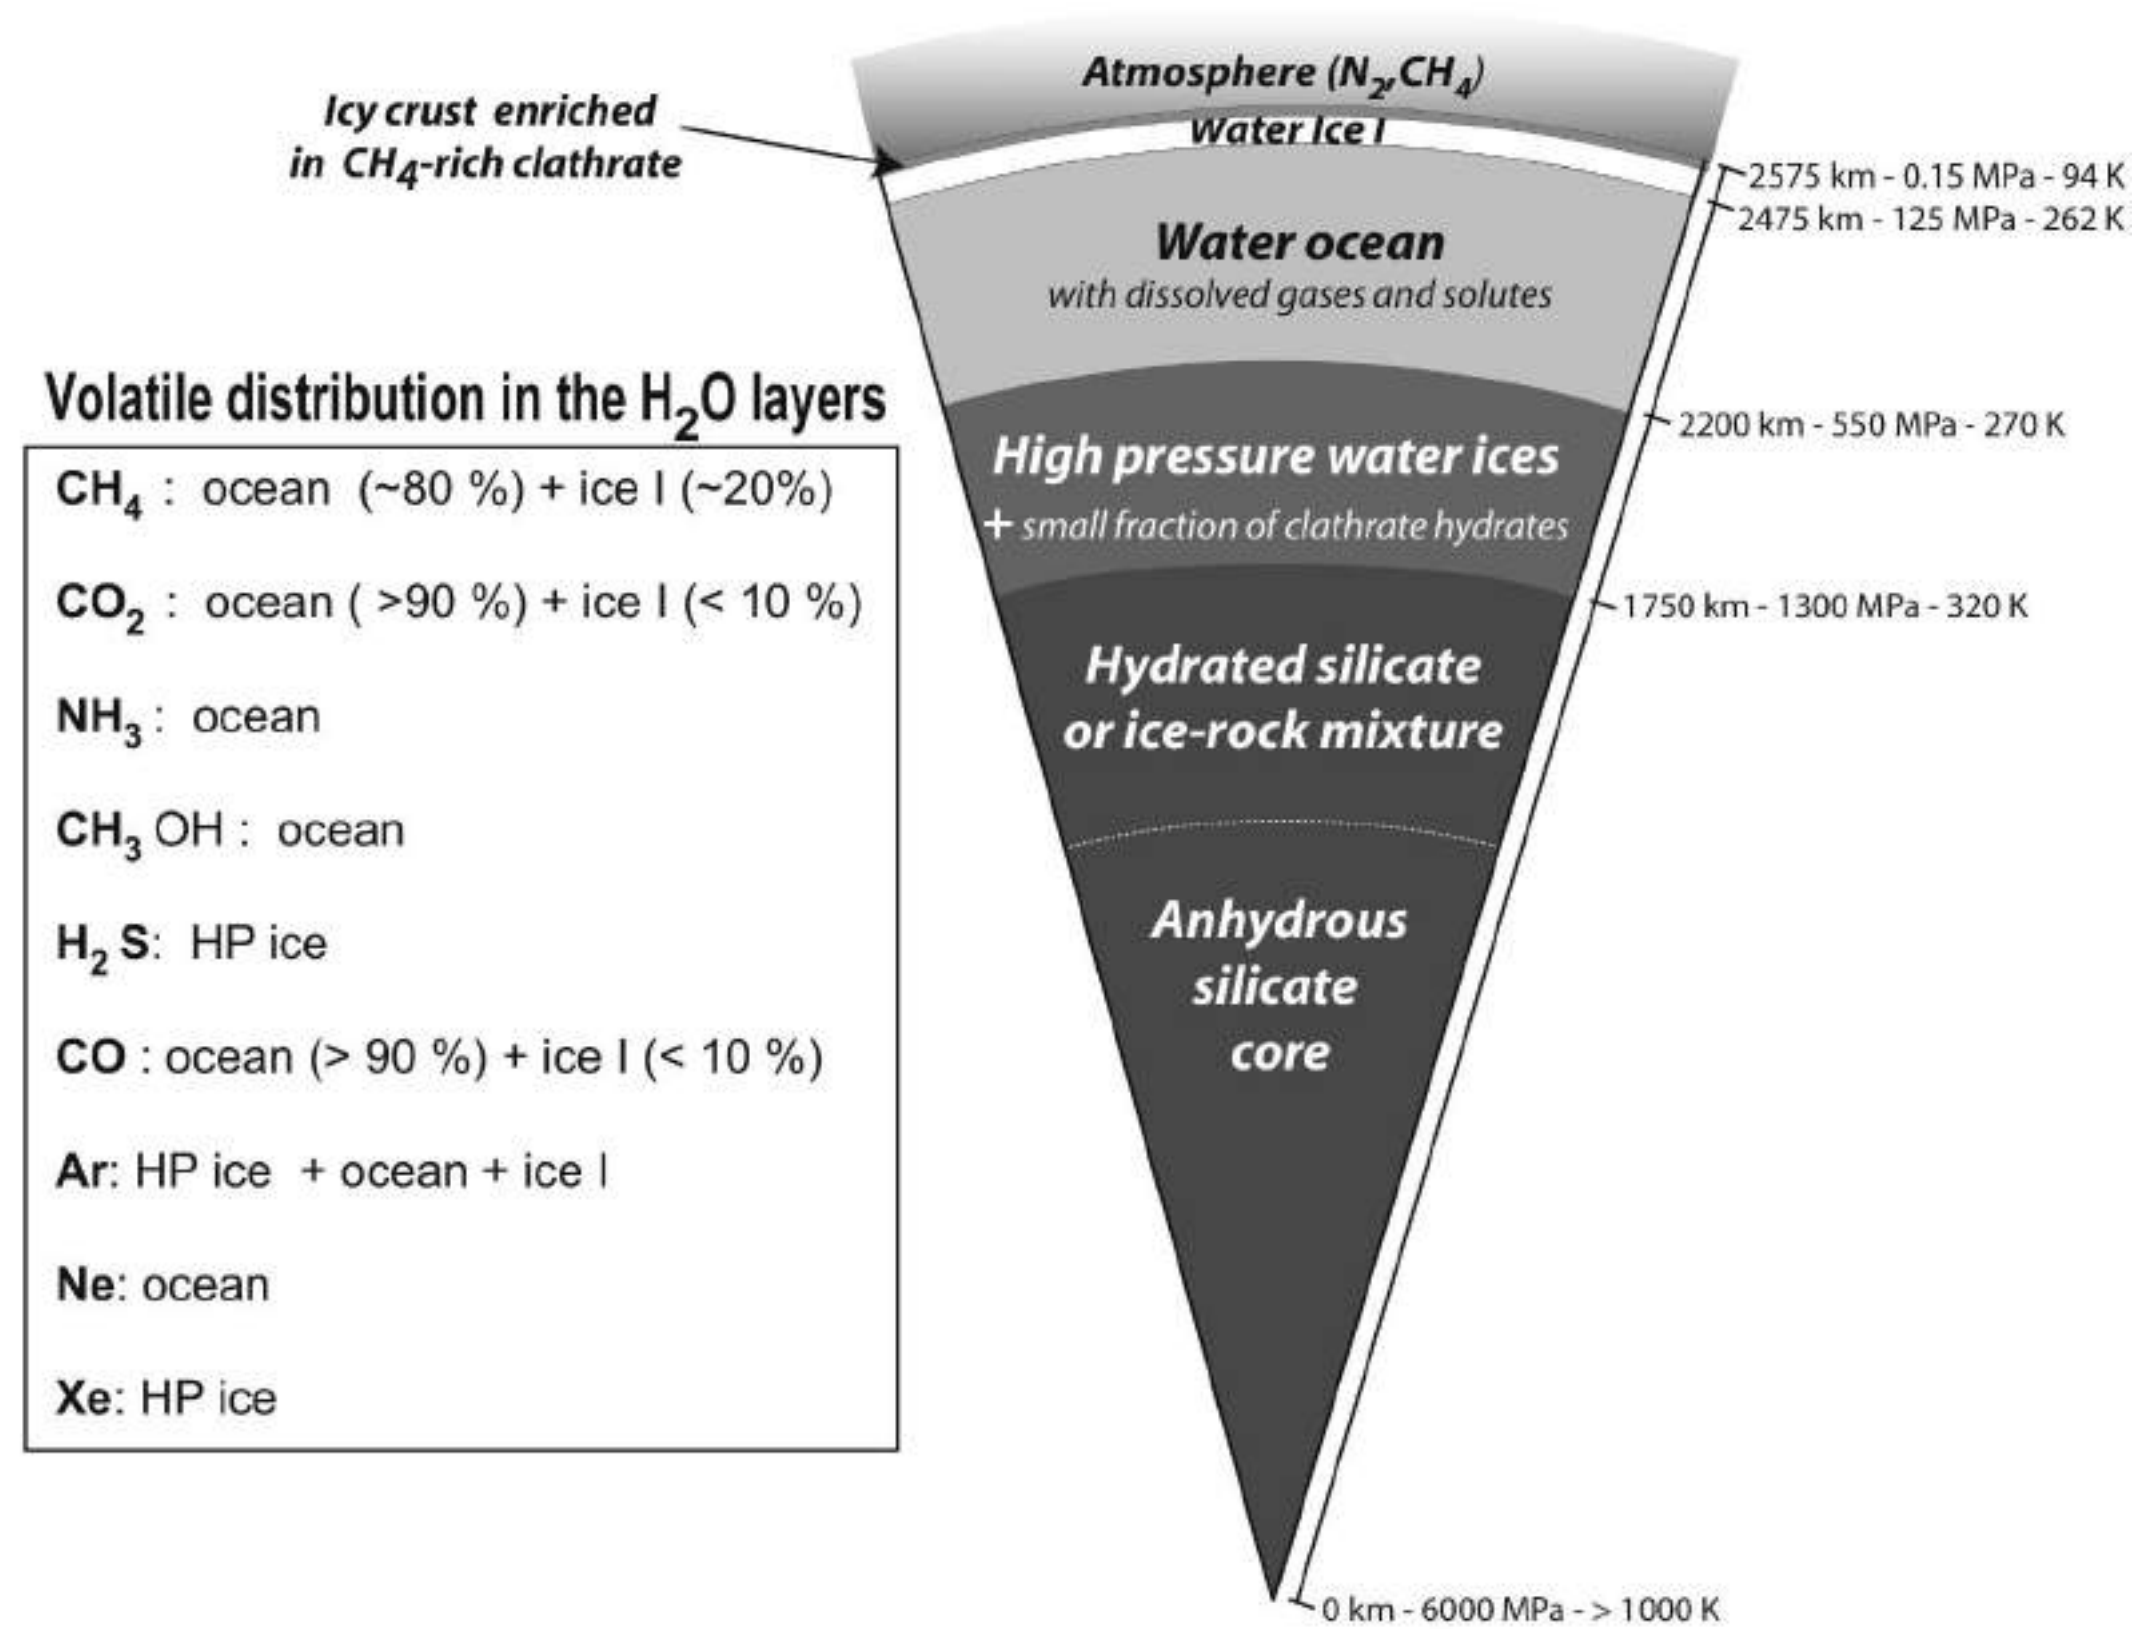 Atmosphere (N2,CH4)
Icy crust enriched
in CH4-rich clathrate
Water Ice I
2575 km - 0.15 MPa - 94 K
2475 km - 125 MPa - 262 K
Water ocean
with dissolved gases and solutes
2200 km - 550 MPa - 270 K
High pressure water ices
+ small fraction of clathrate hydrates
1750 km - 1300 MPa - 320 K
Hydrated silicate
or ice-rock mixture
Anhydrous
silicate
core
0 km - 6000 MPa - > 1000 K
Volatile distribution in the H2O layers
CH4 : ocean (~80 %) + ice I (~20%)
CO2 : ocean ( >90 %) + ice I (< 10 %)
NH3 : ocean
CH3 OH : ocean
H2 S: HP ice
CO : ocean (> 90 %) + ice I (< 10 %)
Ar: HP ice + ocean + ice I
Ne: ocean
Xe: HP ice